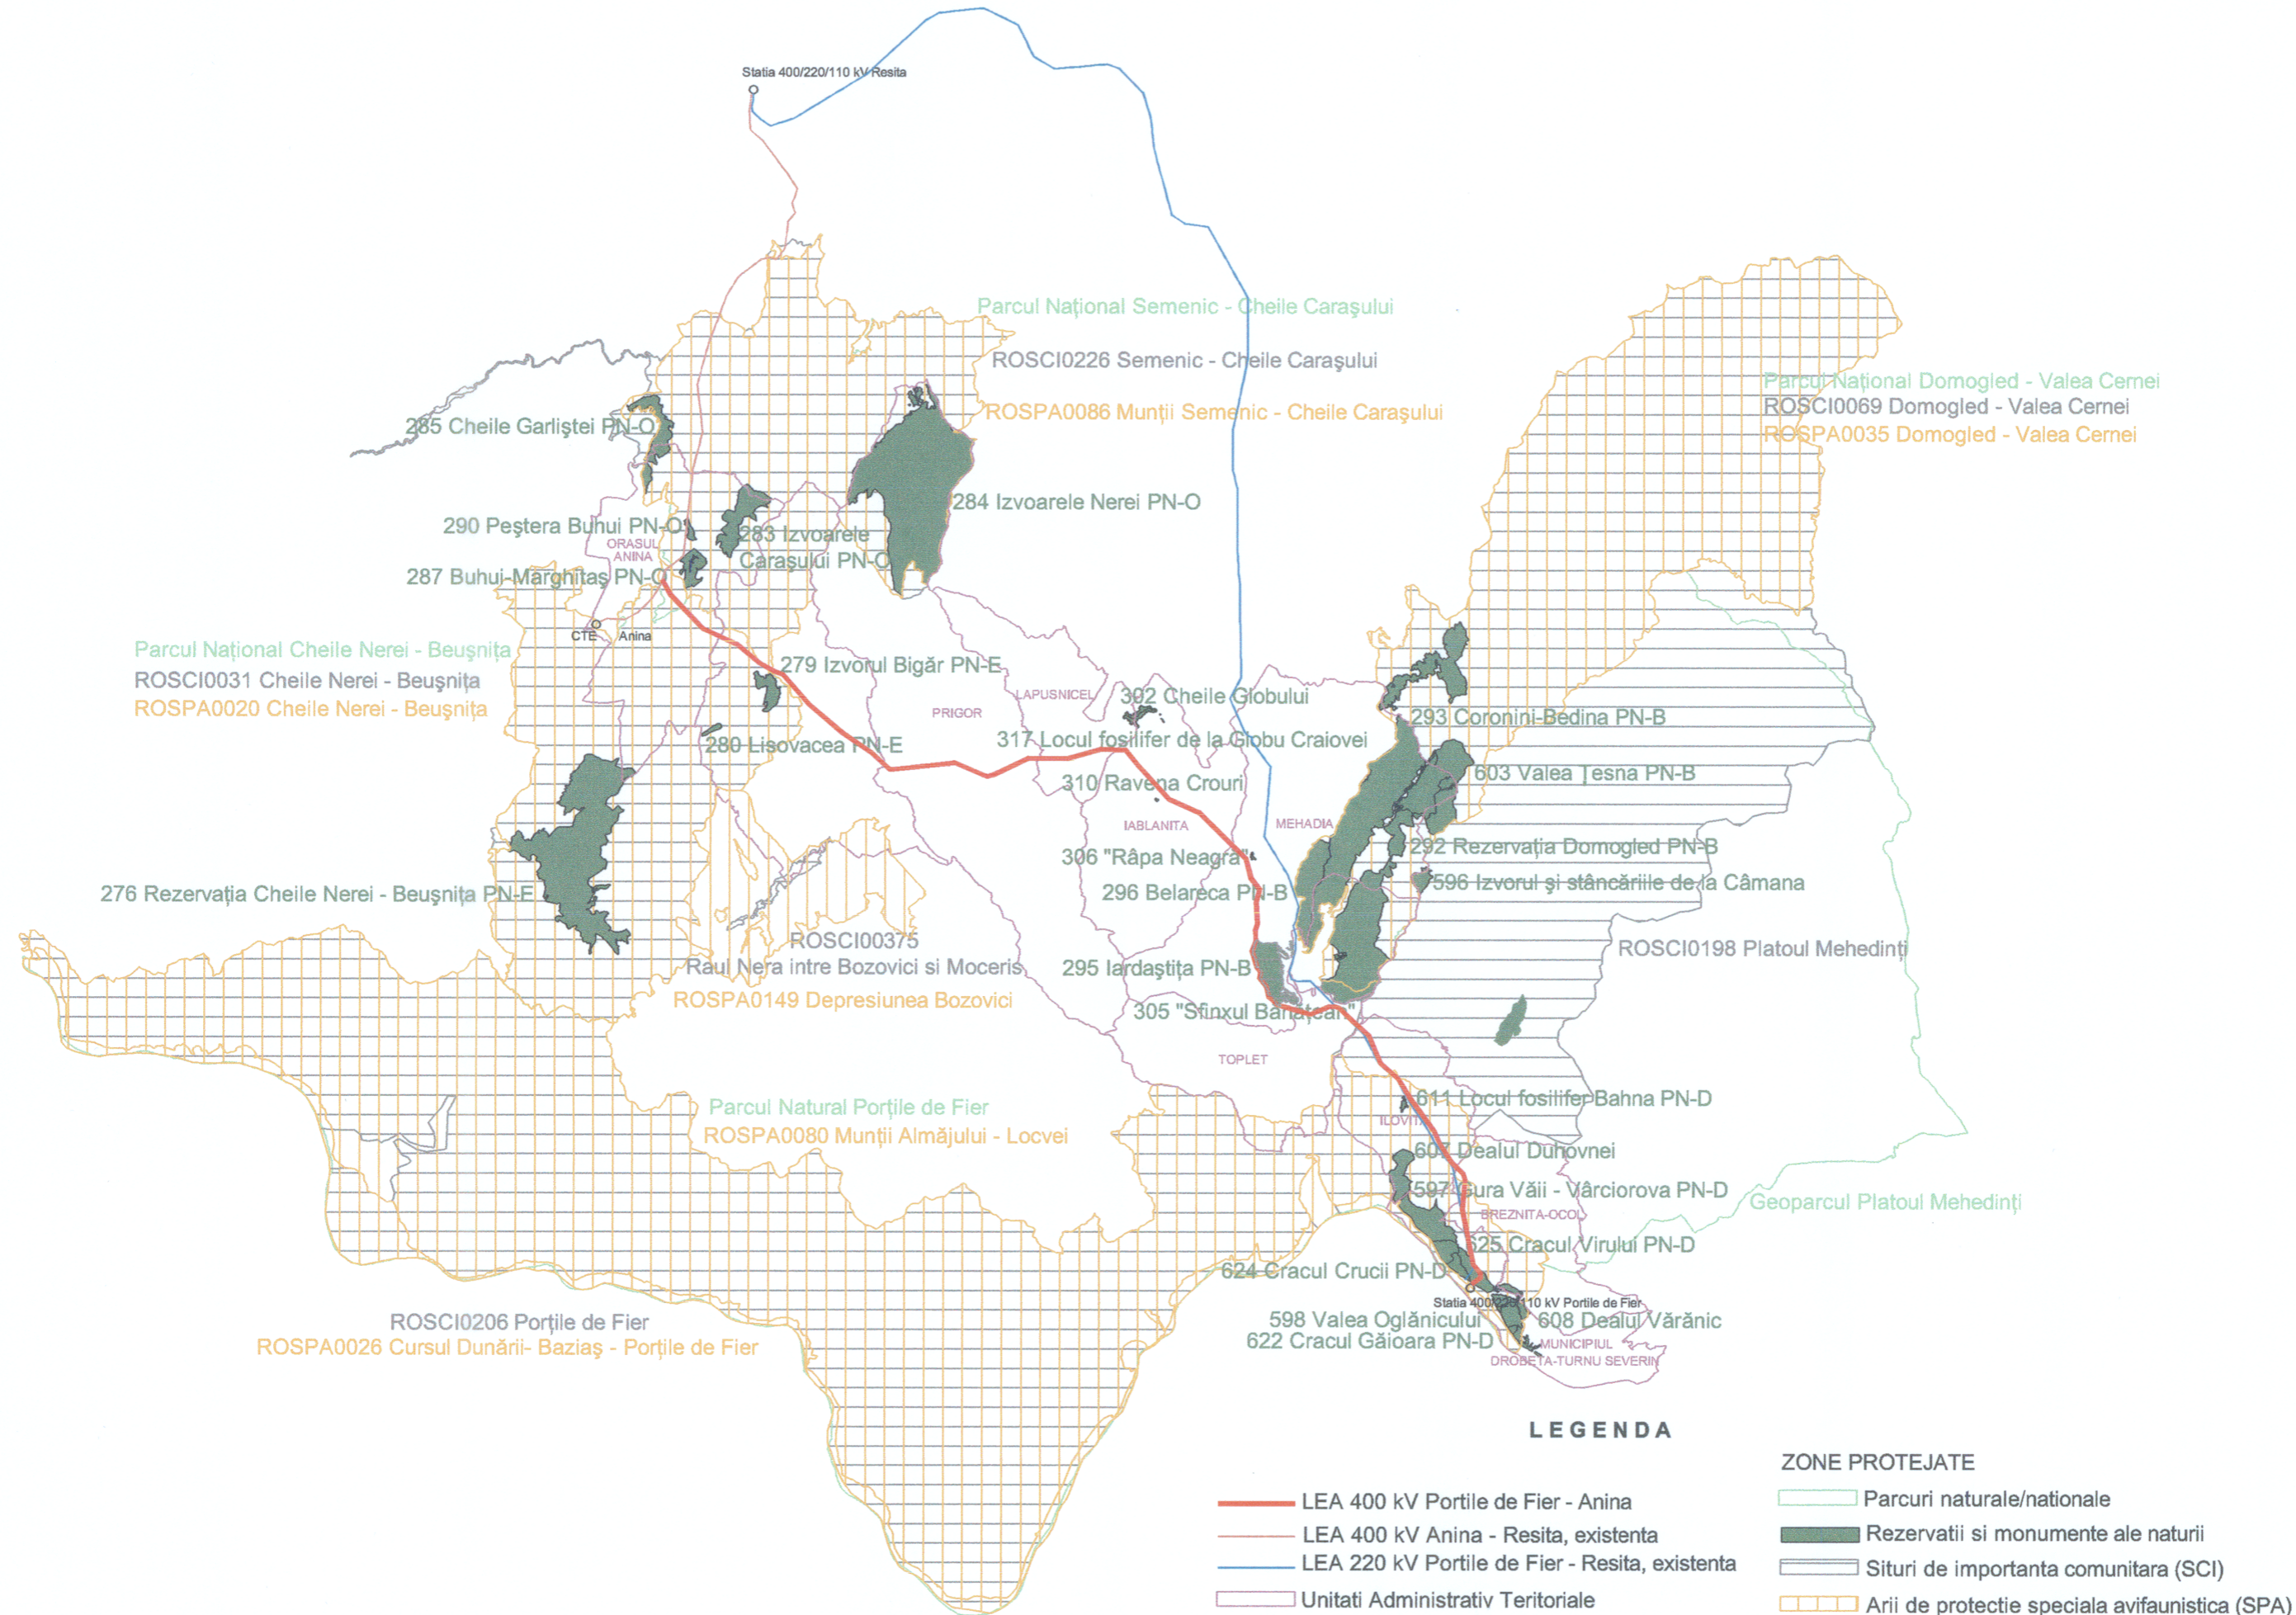 Statia 400/220/110 kV Resita
Parcul Național Semenic - Cheile Carașului
ROSCI0226 Semenic - Cheile Carașului
ROSPA0086 Munții Semenic - Cheile Carașului
Parcul Național Domogled - Valea Cernei
ROSCI0069 Domogled - Valea Cernei
ROSPA0035 Domogled - Valea Cernei
285 Cheile Garliștei PN-O
284 Izvoarele Nerei PN-O
290 Peștera Buhui PN-O
283 Izvoarele
Carașului PN-O
ORASUL
ANINA
287 Buhui-Marghitaș PN-O
CTE Anina
Parcul Național Cheile Nerei - Beușnița
ROSCI0031 Cheile Nerei - Beușnița
ROSPA0020 Cheile Nerei - Beușnița
279 Izvorul Bigăr PN-E
PRIGOR
LAPUSNICEL
302 Cheile Globului
280 Lisovacea PN-E
317 Locul fosilifer de la Globu Craiovei
293 Coronini-Bedina PN-B
603 Valea Țesna PN-B
310 Ravena Crouri
IABLANITA
MEHADIA
292 Rezervația Domogled PN-B
306 "Râpa Neagră"
596 Izvorul și stâncăriile de la Câmana
276 Rezervația Cheile Nerei - Beușnița PN-E
296 Belareca PN-B
ROSCI00375
Raul Nera intre Bozovici si Moceris
ROSPA0149 Depresiunea Bozovici
295 Iardaștița PN-B
ROSCI0198 Platoul Mehedinți
305 "Sfinxul Bănățean"
TOPLET
Parcul Natural Porțile de Fier
ROSPA0080 Munții Almăjului - Locvei
611 Locul fosilifer Bahna PN-D
ILOVITA
607 Dealul Duhovnei
597 Gura Văii - Vârciorova PN-D
BREZNITA-OCOL
Geoparcul Platoul Mehedinți
625 Cracul Virului PN-D
624 Cracul Crucii PN-D
Statia 400/220/110 kV Portile de Fier
598 Valea Oglănicului
608 Dealul Vărănic
622 Cracul Găioara PN-D
MUNICIPIUL
DROBETA-TURNU SEVERIN
ROSCI0206 Porțile de Fier
ROSPA0026 Cursul Dunării- Baziaș - Porțile de Fier
LEGENDA
LEA 400 kV Portile de Fier - Anina
LEA 400 kV Anina - Resita, existenta
LEA 220 kV Portile de Fier - Resita, existenta
Unitati Administrativ Teritoriale
ZONE PROTEJATE
Parcuri naturale/nationale
Rezervatii si monumente ale naturii
Situri de importanta comunitara (SCI)
Arii de protectie speciala avifaunistica (SPA)